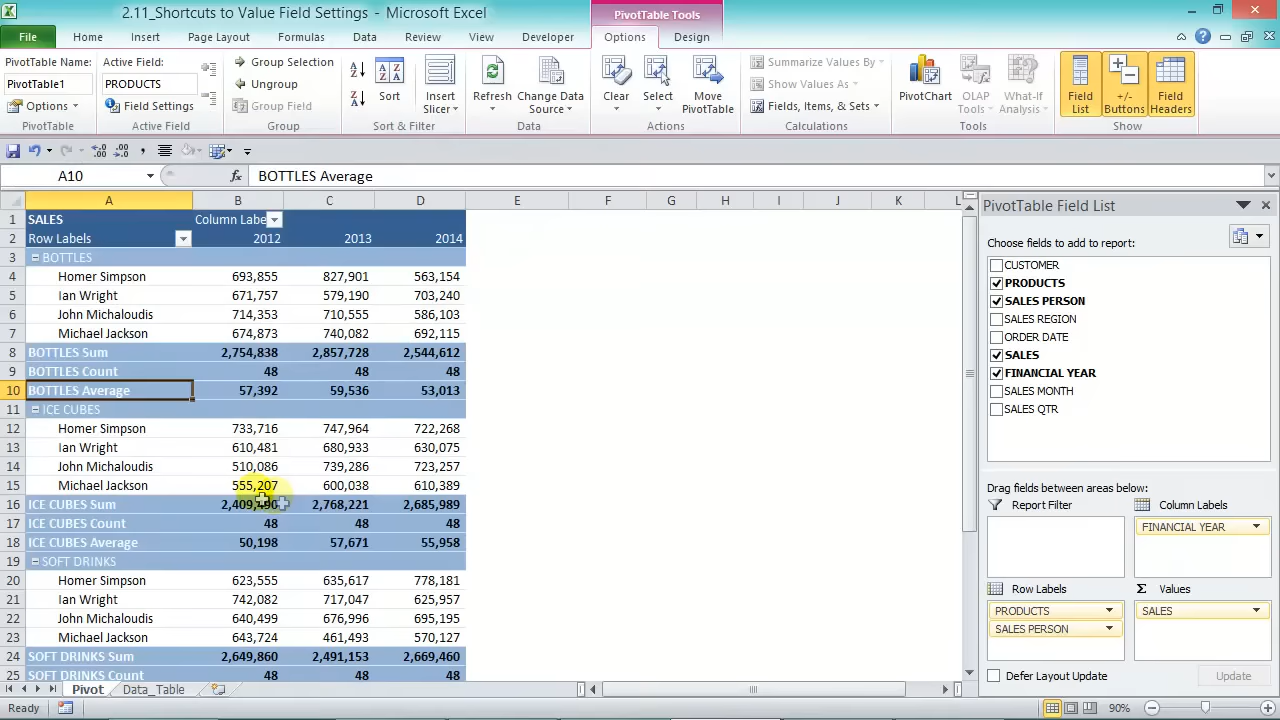 2.11_Shortcuts to Value Field Settings - Microsoft Excel
PivotTable Tools
File Home Insert Page Layout Formulas Data Review View Developer Options Design
PivotTable Name:
PivotTable1
Options
PivotTable
Active Field:
PRODUCTS
Field Settings
Active Field
Group Selection
Ungroup
Group Field
Group
Sort
Insert
Slicer
Sort & Filter
Refresh
Change Data
Source
Data
Clear
Select
Move
PivotTable
Actions
Summarize Values By
Show Values As
Fields, Items, & Sets
Calculations
PivotChart
OLAP
Tools
What-If
Analysis
Tools
Field
List
+/-
Buttons
Field
Headers
Show
A10 fx BOTTLES Average
A B C D E F G H I J K L
1 SALES Column Labe
2 Row Labels 2012 2013 2014
3 BOTTLES
4 Homer Simpson 693,855 827,901 563,154
5 Ian Wright 671,757 579,190 703,240
6 John Michaloudis 714,353 710,555 586,103
7 Michael Jackson 674,873 740,082 692,115
8 BOTTLES Sum 2,754,838 2,857,728 2,544,612
9 BOTTLES Count 48 48 48
10 BOTTLES Average 57,392 59,536 53,013
11 ICE CUBES
12 Homer Simpson 733,716 747,964 722,268
13 Ian Wright 610,481 680,933 630,075
14 John Michaloudis 510,086 739,286 723,257
15 Michael Jackson 555,207 600,038 610,389
16 ICE CUBES Sum 2,409,490 2,768,221 2,685,989
17 ICE CUBES Count 48 48 48
18 ICE CUBES Average 50,198 57,671 55,958
19 SOFT DRINKS
20 Homer Simpson 623,555 635,617 778,181
21 Ian Wright 742,082 717,047 625,957
22 John Michaloudis 640,499 676,996 695,195
23 Michael Jackson 643,724 461,493 570,127
24 SOFT DRINKS Sum 2,649,860 2,491,153 2,669,460
25 SOFT DRINKS Count 48 48 48
PivotTable Field List
Choose fields to add to report:
CUSTOMER
PRODUCTS
SALES PERSON
SALES REGION
ORDER DATE
SALES
FINANCIAL YEAR
SALES MONTH
SALES QTR
Drag fields between areas below:
Report Filter
Column Labels
FINANCIAL YEAR
Row Labels
PRODUCTS
SALES PERSON
Σ Values
SALES
Defer Layout Update
Update
Pivot Data_Table
Ready
90%